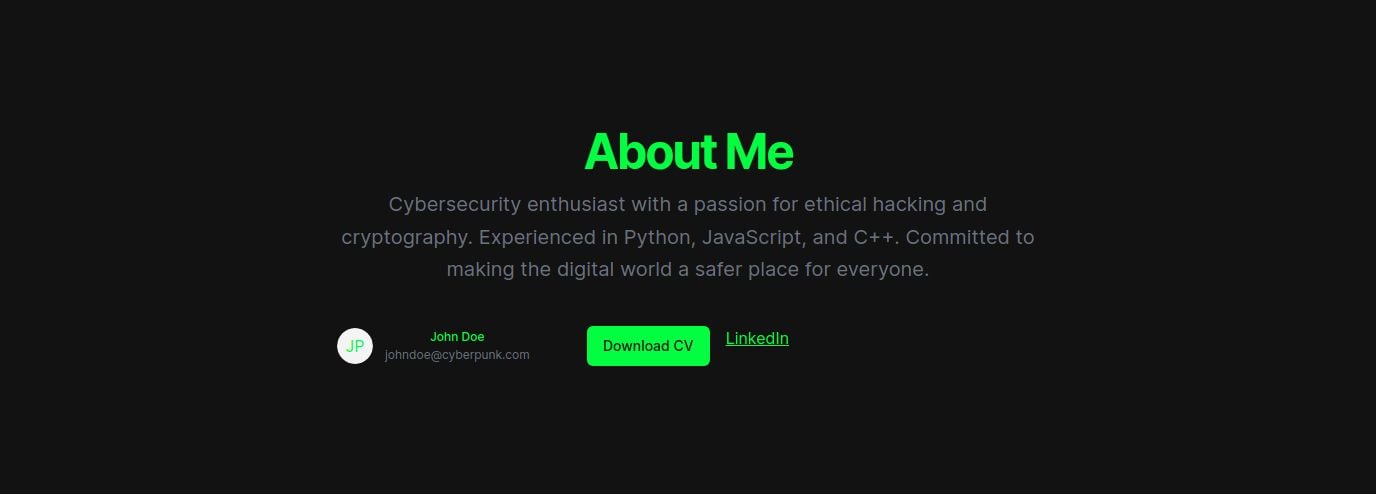 About Me
Cybersecurity enthusiast with a passion for ethical hacking and
cryptography. Experienced in Python, JavaScript, and C++. Committed to
making the digital world a safer place for everyone.
JP
John Doe
johndoe@cyberpunk.com
Download CV
LinkedIn